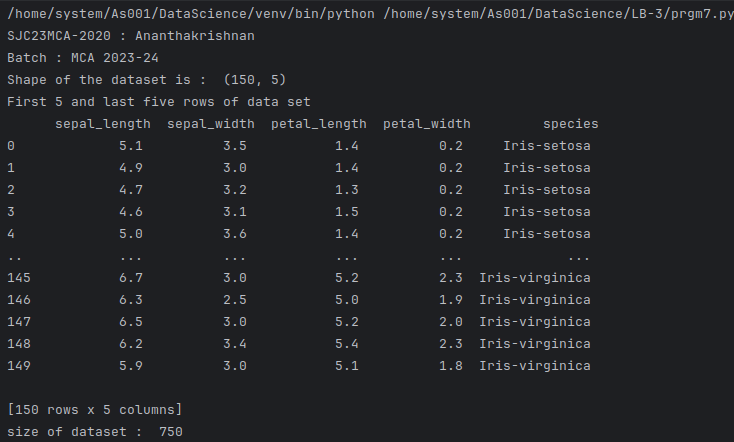 /home/system/As001/DataScience/venv/bin/python /home/system/As001/DataScience/LB-3/prgm7.py
SJC23MCA-2020 : Ananthakrishnan
Batch : MCA 2023-24
Shape of the dataset is :  (150, 5)
First 5 and last five rows of data set
      sepal_length  sepal_width  petal_length  petal_width         species
0              5.1          3.5           1.4          0.2     Iris-setosa
1              4.9          3.0           1.4          0.2     Iris-setosa
2              4.7          3.2           1.3          0.2     Iris-setosa
3              4.6          3.1           1.5          0.2     Iris-setosa
4              5.0          3.6           1.4          0.2     Iris-setosa
..             ...          ...           ...          ...             ...
145            6.7          3.0           5.2          2.3  Iris-virginica
146            6.3          2.5           5.0          1.9  Iris-virginica
147            6.5          3.0           5.2          2.0  Iris-virginica
148            6.2          3.4           5.4          2.3  Iris-virginica
149            5.9          3.0           5.1          1.8  Iris-virginica
[150 rows x 5 columns]
size of dataset :  750